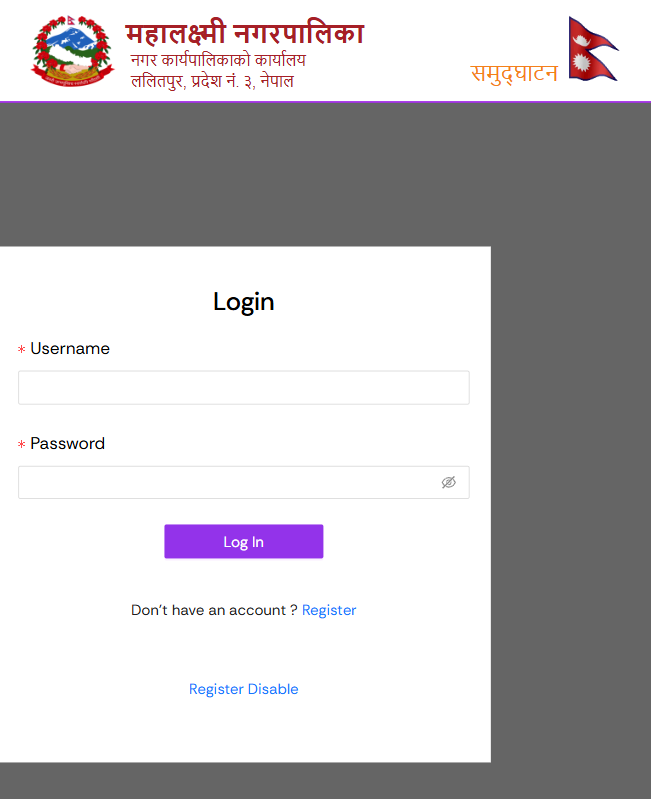 महालक्ष्मी नगरपालिका
नगर कार्यपालिकाको कार्यालय
ललितपुर, प्रदेश नं. ३, नेपाल
समुद्घाटन
Login
* Username
* Password
Log In
Don't have an account ? Register
Register Disable